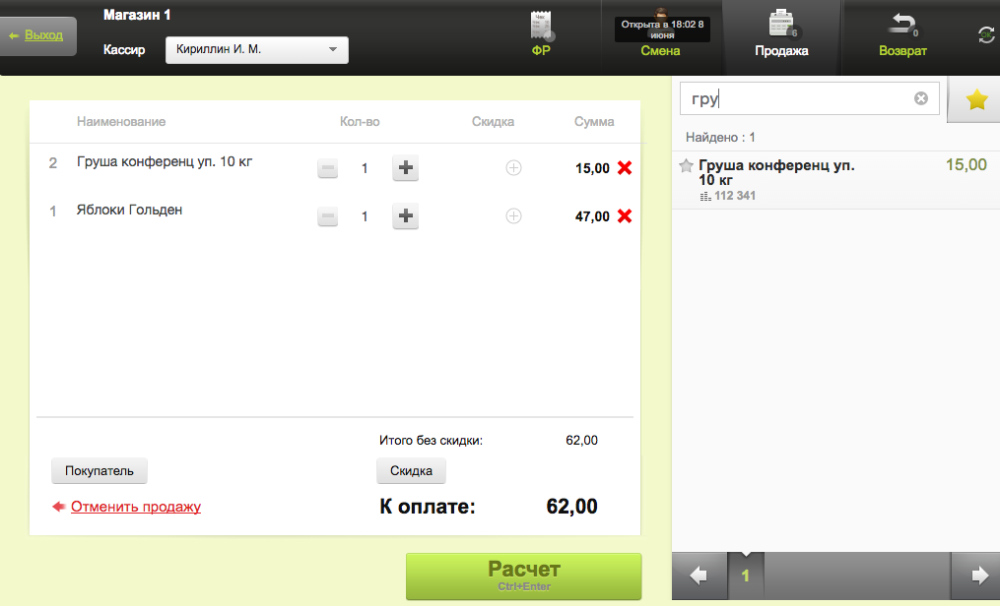 Выход
Магазин 1
Кассир
Кириллин И. М.
Чек
ФР
Открыта в 18:02 8
июня
Смена
6
Продажа
0
Возврат
OK
Наименование Кол-во Скидка Сумма
2 Груша конференц уп. 10 кг 1 15,00
1 Яблоки Гольден 1 47,00
Итого без скидки: 62,00
Покупатель
Скидка
Отменить продажу
К оплате: 62,00
Расчет
Ctrl+Enter
гру
Найдено : 1
Груша конференц уп. 15,00
10 кг
112 341
1